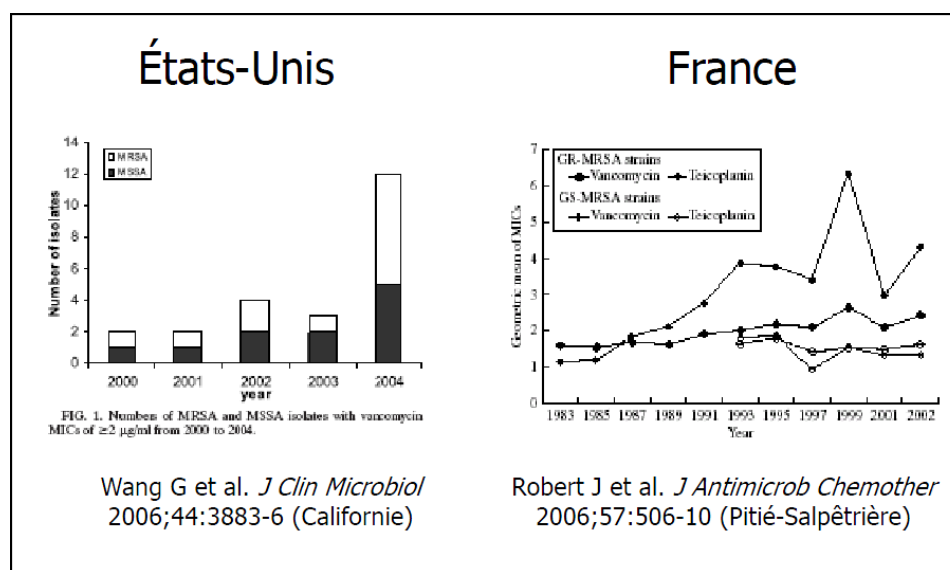 États-Unis
France
14
12
10
8
6
4
2
0
Number of isolates
MRSA
MSSA
2000 2001 2002 2003 2004
year
FIG. 1. Numbers of MRSA and MSSA isolates with vancomycin
MICs of ≥2 µg/ml from 2000 to 2004.
7
6
5
4
3
2
1
0
Geometric mean of MICs
GR-MRSA strains
Vancomycin Teicoplanin
GS-MRSA strains
Vancomycin Teicoplanin
1983 1985 1987 1989 1991 1993 1995 1997 1999 2001 2002
Year
Wang G et al. J Clin Microbiol
2006;44:3883-6 (Californie)
Robert J et al. J Antimicrob Chemother
2006;57:506-10 (Pitié-Salpêtrière)